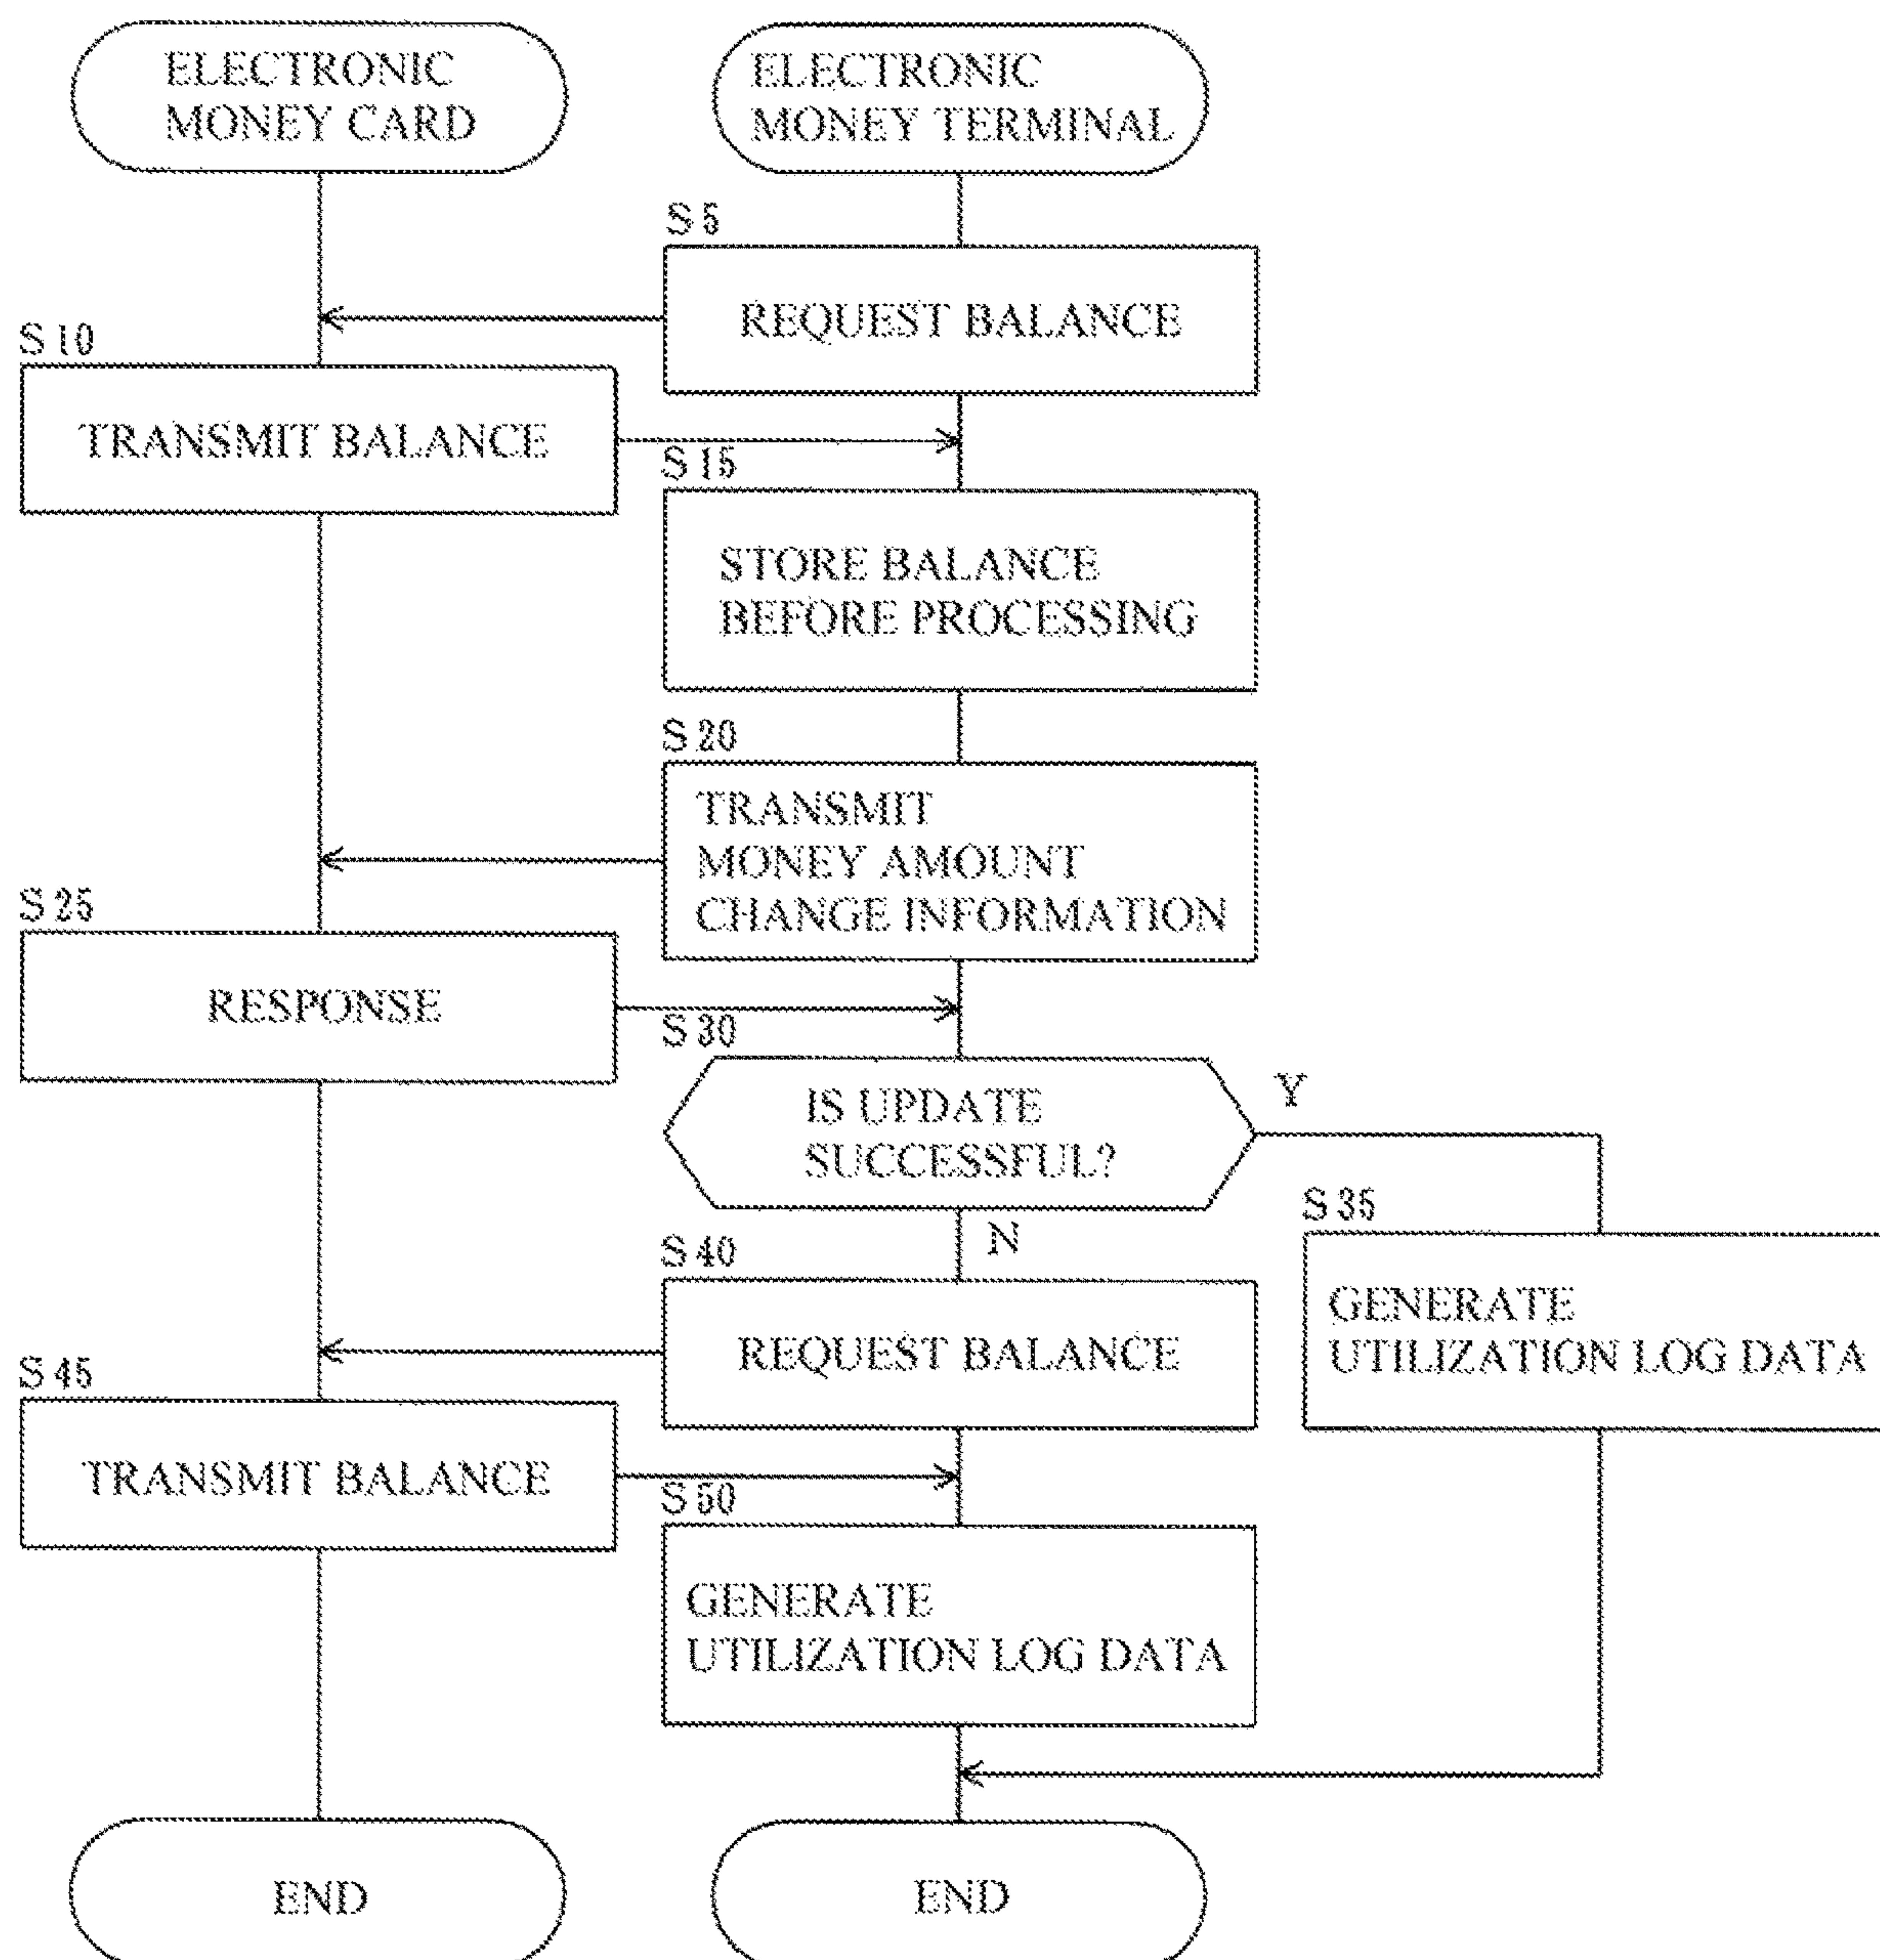 ELECTRONIC
MONEY CARD
ELECTRONIC
MONEY TERMINAL
S 5
REQUEST BALANCE
S 10
TRANSMIT BALANCE
S 15
STORE BALANCE
BEFORE PROCESSING
S 20
TRANSMIT
MONEY AMOUNT
CHANGE INFORMATION
S 25
RESPONSE
S 30
IS UPDATE
SUCCESSFUL?
Y
N
S 35
GENERATE
UTILIZATION LOG DATA
S 40
REQUEST BALANCE
S 45
TRANSMIT BALANCE
S 50
GENERATE
UTILIZATION LOG DATA
END
END